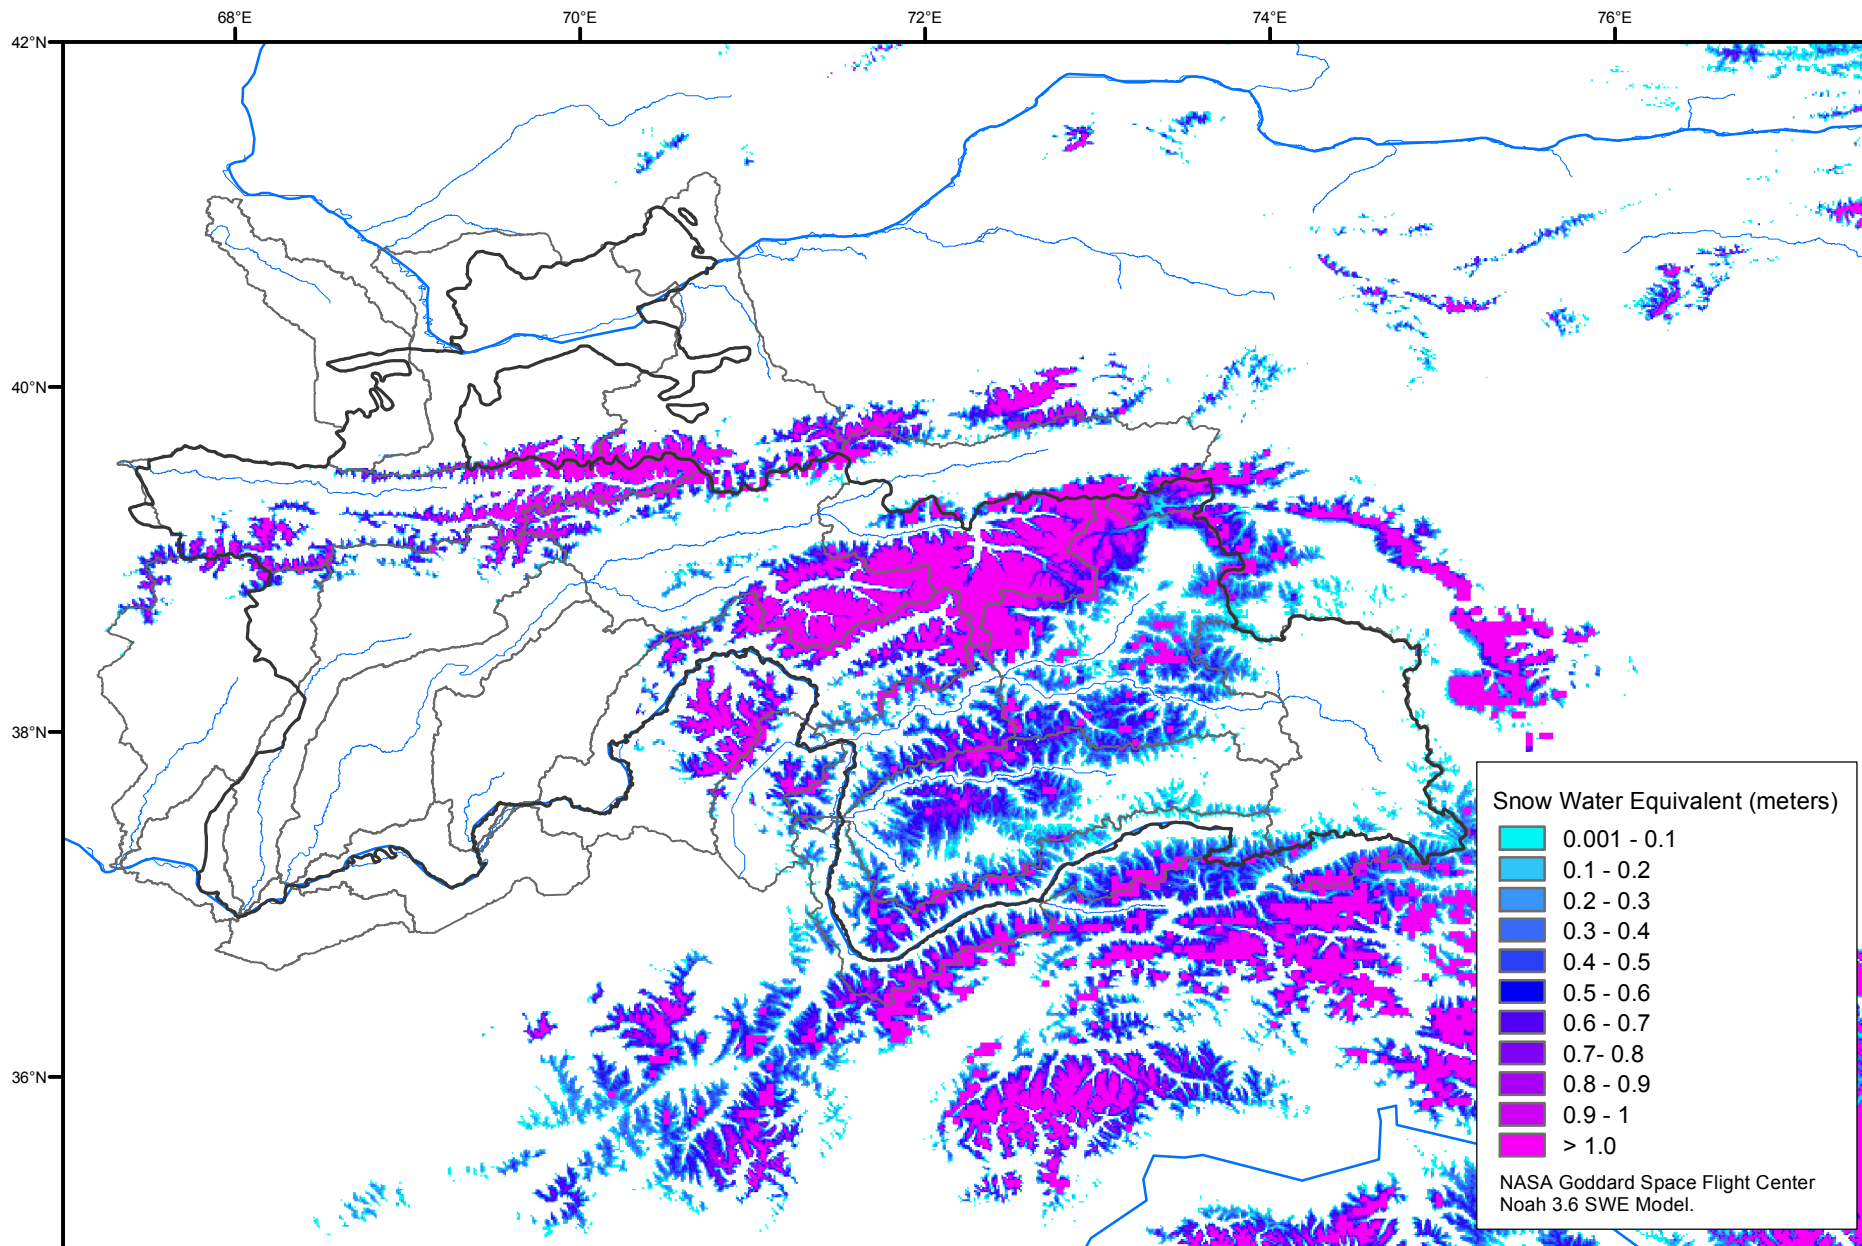 68°E
70°E
72°E
74°E
76°E
42°N
40°N
38°N
36°N
Snow Water Equivalent (meters)
0.001 - 0.1
0.1 - 0.2
0.2 - 0.3
0.3 - 0.4
0.4 - 0.5
0.5 - 0.6
0.6 - 0.7
0.7- 0.8
0.8 - 0.9
0.9 - 1
> 1.0
NASA Goddard Space Flight Center
Noah 3.6 SWE Model.